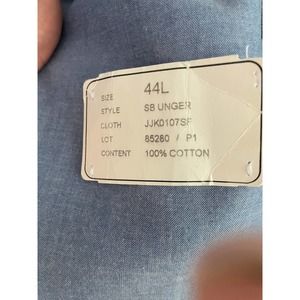 SIZE 44L
STYLE SB UNGER
CLOTH JJK0107SF
LOT 85280 / P1
CONTENT 100% COTTON